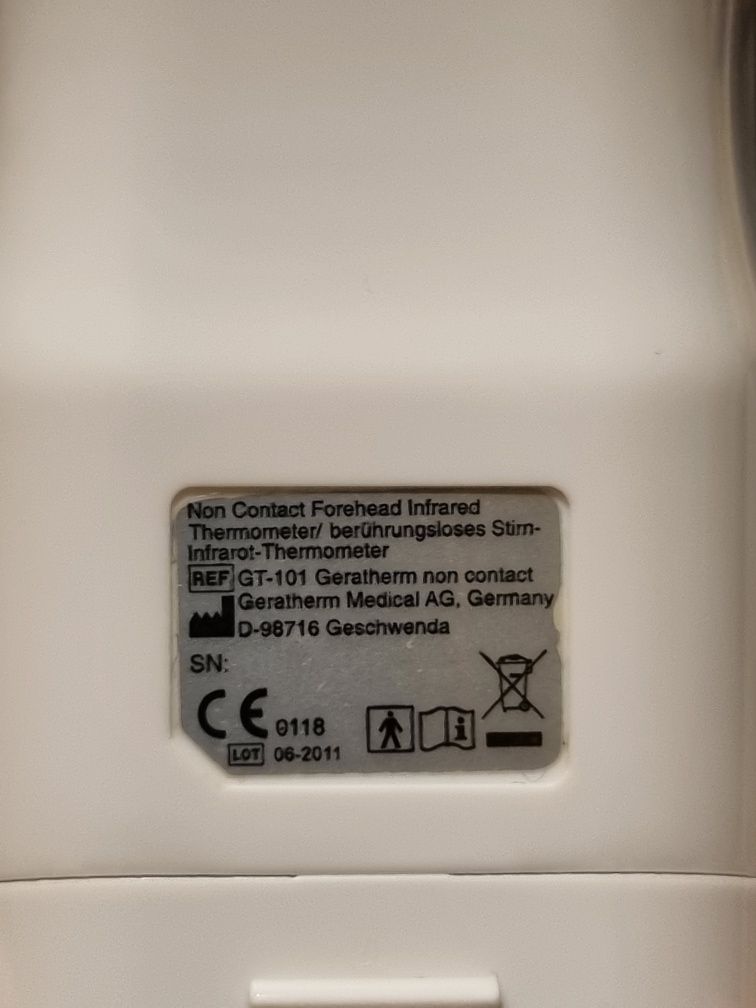 Non Contact Forehead Infrared
Thermometer/ berührungsloses Stirn-
Infrarot-Thermometer
REF GT-101 Geratherm non contact
Geratherm Medical AG, Germany
D-98716 Geschwenda
SN:
CE 0118
LOT 06-2011